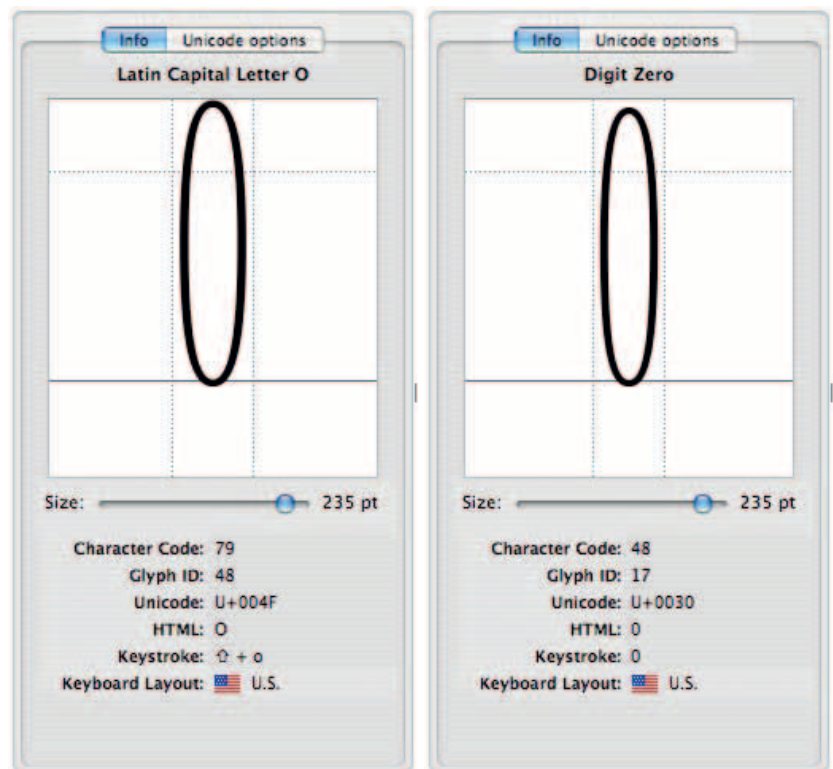 Info Unicode options
Latin Capital Letter O
O
Size: 235 pt
Character Code: 79
Glyph ID: 48
Unicode: U+004F
HTML: O
Keystroke: ⇧ + o
Keyboard Layout: U.S.
Info Unicode options
Digit Zero
0
Size: 235 pt
Character Code: 48
Glyph ID: 17
Unicode: U+0030
HTML: 0
Keystroke: 0
Keyboard Layout: U.S.